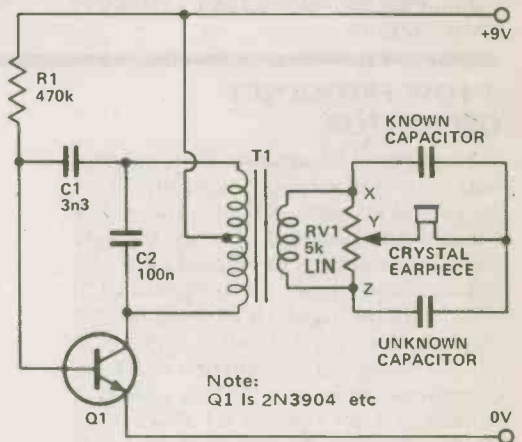 +9V
R1
470k
C1
3n3
C2
100n
T1
RV1
5k
LIN
X
Y
Z
KNOWN
CAPACITOR
CRYSTAL
EARPIECE
UNKNOWN
CAPACITOR
Note:
Q1 Is 2N3904 etc
Q1
0V